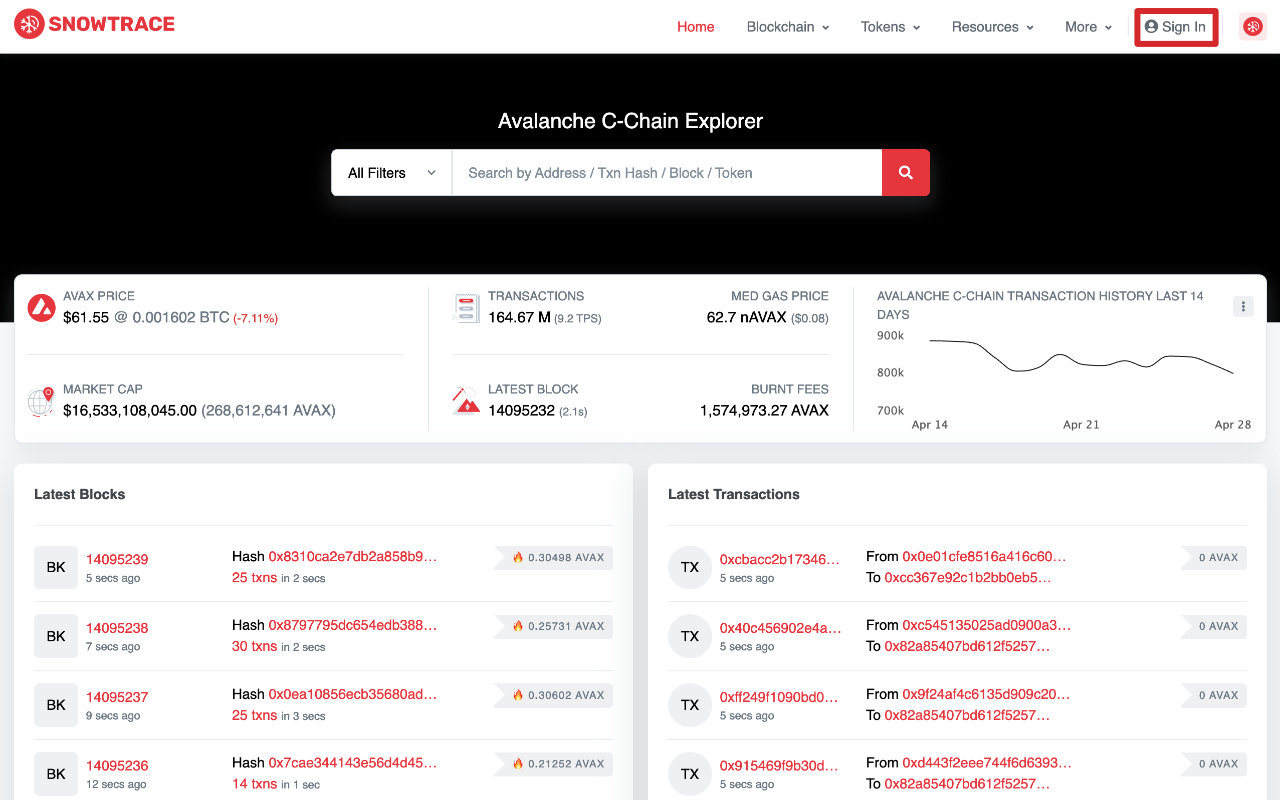 SNOWTRACE
Home Blockchain Tokens Resources More Sign In
Avalanche C-Chain Explorer
All Filters Search by Address / Txn Hash / Block / Token
AVAX PRICE
$61.55 @ 0.001602 BTC (-7.11%)
MARKET CAP
$16,533,108,045.00 (268,612,641 AVAX)
TRANSACTIONS
164.67 M (9.2 TPS)
MED GAS PRICE
62.7 nAVAX ($0.08)
LATEST BLOCK
14095232 (2.1s)
BURNT FEES
1,574,973.27 AVAX
AVALANCHE C-CHAIN TRANSACTION HISTORY LAST 14
DAYS
900k
800k
700k
Apr 14 Apr 21 Apr 28
Latest Blocks
BK 14095239 Hash 0x8310ca2e7db2a858b9... 0.30498 AVAX
5 secs ago 25 txns in 2 secs
BK 14095238 Hash 0x8797795dc654edb388... 0.25731 AVAX
7 secs ago 30 txns in 2 secs
BK 14095237 Hash 0x0ea10856ecb35680ad... 0.30602 AVAX
9 secs ago 25 txns in 3 secs
BK 14095236 Hash 0x7cae344143e56d4d45... 0.21252 AVAX
12 secs ago 14 txns in 1 sec
Latest Transactions
TX 0xcbacc2b17346... From 0x0e01cfe8516a416c60... 0 AVAX
5 secs ago To 0xcc367e92c1b2bb0eb5...
TX 0x40c456902e4a... From 0xc545135025ad0900a3... 0 AVAX
5 secs ago To 0x82a85407bd612f5257...
TX 0xff249f1090bd0... From 0x9f24af4c6135d909c20... 0 AVAX
5 secs ago To 0x82a85407bd612f5257...
TX 0x915469f9b30d... From 0xd443f2eee744f6d6393... 0 AVAX
5 secs ago To 0x82a85407bd612f5257...